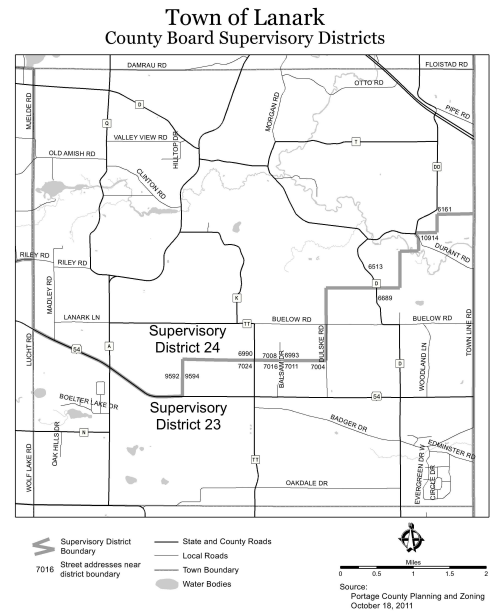 Town of Lanark
County Board Supervisory Districts
DAMRAU RD
FLOISTAD RD
OTTO RD
MJELDE RD
B
MORGAN RD
PIPE RD
Q
VALLEY VIEW RD
HILLTOP DR
T
OLD AMISH RD
DD
CLINTON RD
6161
10914
DURANT RD
RILEY RD
RILEY RD
6513
MADLEY RD
D
K
6689
LANARK LN
TT
BUELOW RD
BUELOW RD
TOWN LINE RD
LUCHT RD
54
A
Supervisory
District 24
DULSKE RD
6990
7008
6993
BALSAM DR
7024
7016
7011
7004
D
WOODLAND LN
9592
9594
54
BOELTER LAKE DR
Supervisory
District 23
BADGER DR
N
OAK HILLS DR
WOLF LAKE RD
TT
EDMINSTER RD
EVERGREEN DR W
CIRCLE DR
OAKDALE DR
Supervisory District
Boundary
7016
Street addresses near
district boundary
State and County Roads
Local Roads
Town Boundary
Water Bodies
Miles
0
0.5
1
1.5
2
Source:
Portage County Planning and Zoning
October 18, 2011